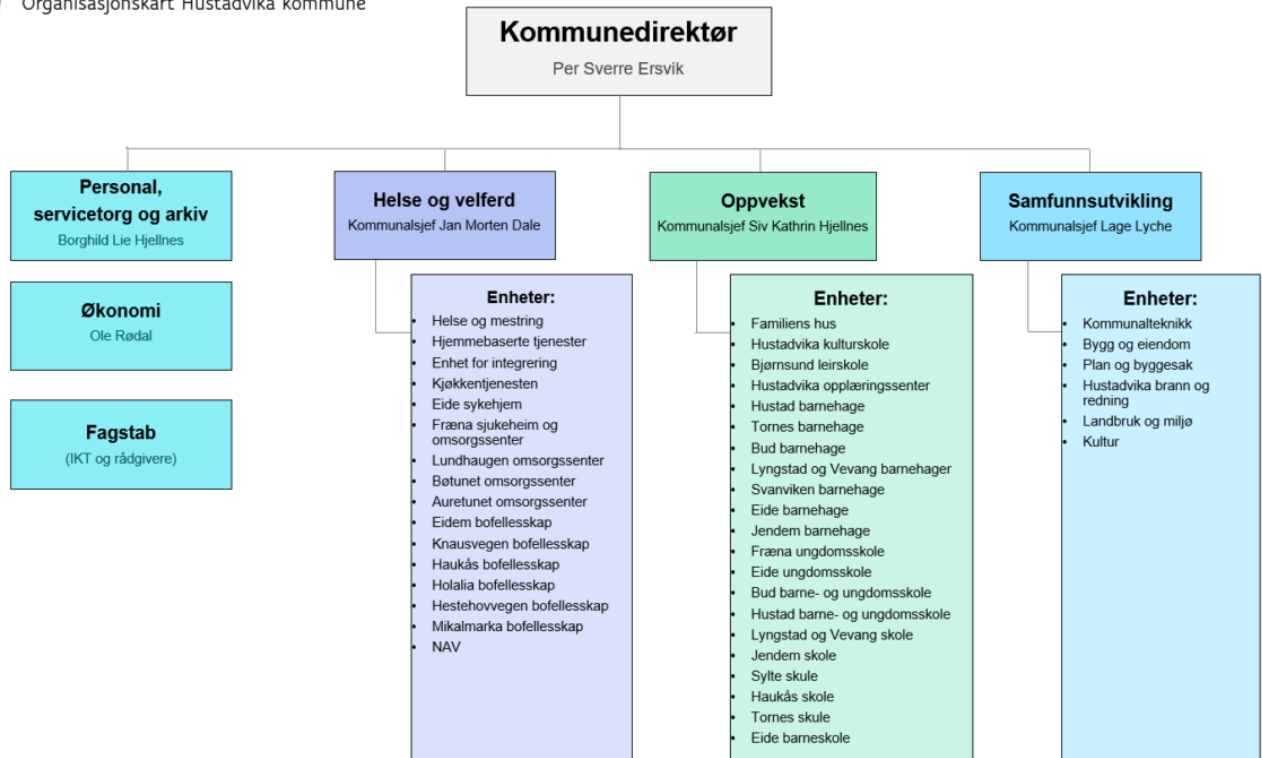 Organisasjonskart Hustadvika kommune
Kommunedirektør
Per Sverre Ersvik
Personal,
servicetorg og arkiv
Borghild Lie Hjellnes
Økonomi
Ole Rødal
Fagstab
(IKT og rådgivere)
Helse og velferd
Kommunalsjef Jan Morten Dale
Enheter:
• Helse og mestring
• Hjemmebaserte tjenester
• Enhet for integrering
• Kjøkkentjenesten
• Eide sykehjem
• Fræna sjukeheim og
omsorgssenter
• Lundhaugen omsorgssenter
• Bøtunet omsorgssenter
• Auretunet omsorgssenter
• Eidem bofellesskap
• Knausvegen bofellesskap
• Haukås bofellesskap
• Holalia bofellesskap
• Hestehovvegen bofellesskap
• Mikalmarka bofellesskap
• NAV
Oppvekst
Kommunalsjef Siv Kathrin Hjellnes
Enheter:
• Familiens hus
• Hustadvika kulturskole
• Bjørnsund leirskole
• Hustadvika opplæringssenter
• Hustad barnehage
• Tornes barnehage
• Bud barnehage
• Lyngstad og Vevang barnehager
• Svanviken barnehage
• Eide barnehage
• Jendem barnehage
• Fræna ungdomsskole
• Eide ungdomsskole
• Bud barne- og ungdomsskole
• Hustad barne- og ungdomsskole
• Lyngstad og Vevang skole
• Jendem skole
• Sylte skule
• Haukås skole
• Tornes skule
• Eide barneskole
Samfunnsutvikling
Kommunalsjef Lage Lyche
Enheter:
• Kommunalteknikk
• Bygg og eiendom
• Plan og byggesak
• Hustadvika brann og
redning
• Landbruk og miljø
• Kultur